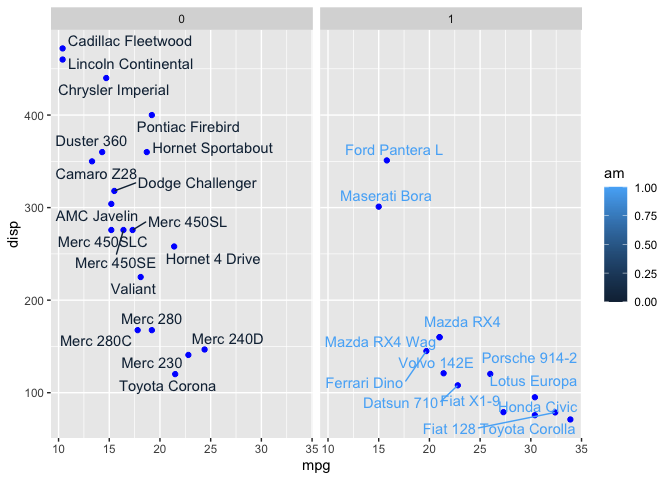 0
1
Cadillac Fleetwood
Lincoln Continental
Chrysler Imperial
Pontiac Firebird
Duster 360
Hornet Sportabout
Camaro Z28
Dodge Challenger
AMC Javelin
Merc 450SL
Merc 450SLC
Merc 450SE
Hornet 4 Drive
Valiant
Merc 280
Merc 280C
Merc 240D
Merc 230
Toyota Corona
Ford Pantera L
Maserati Bora
Mazda RX4
Mazda RX4 Wag
Volvo 142E
Porsche 914-2
Ferrari Dino
Lotus Europa
Datsun 710
Fiat X1-9
Honda Civic
Fiat 128
Toyota Corolla
400
300
200
100
disp
10
15
20
25
30
35
10
15
20
25
30
35
mpg
am
1.00
0.75
0.50
0.25
0.00